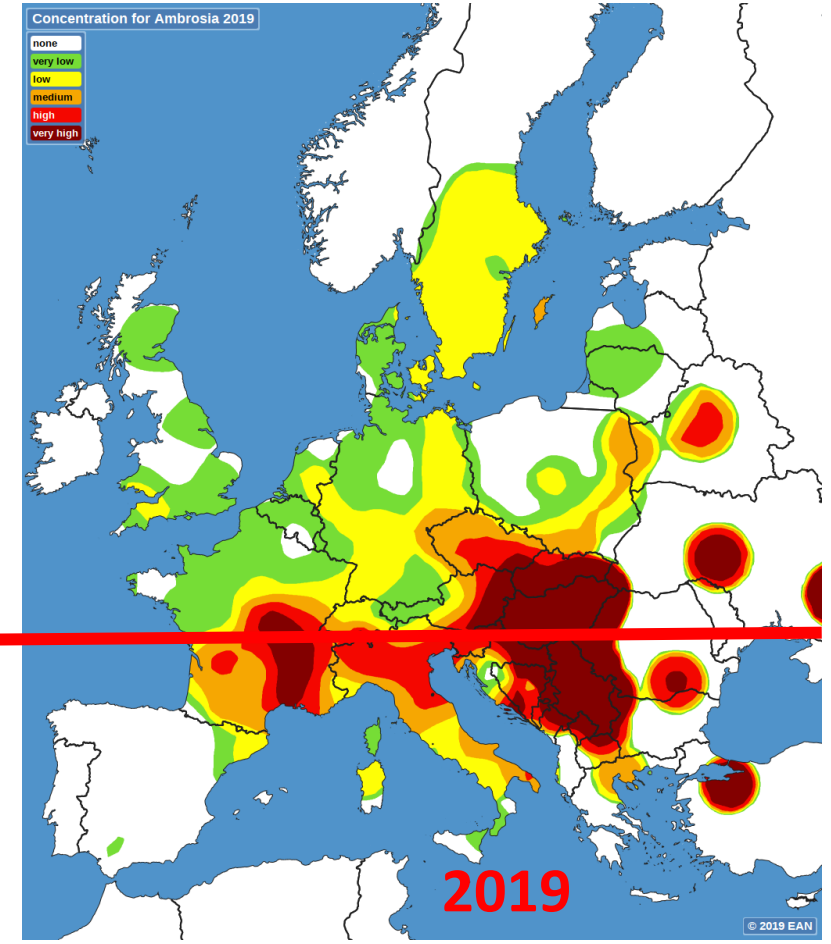 Concentration for Ambrosia 2019
none
very low
low
medium
high
very high
2019
© 2019 EAN